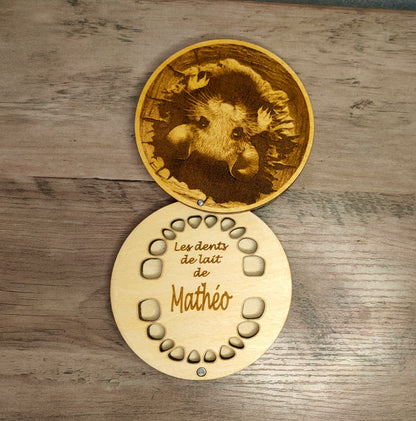 Les dents
de lait
de
Mathéo